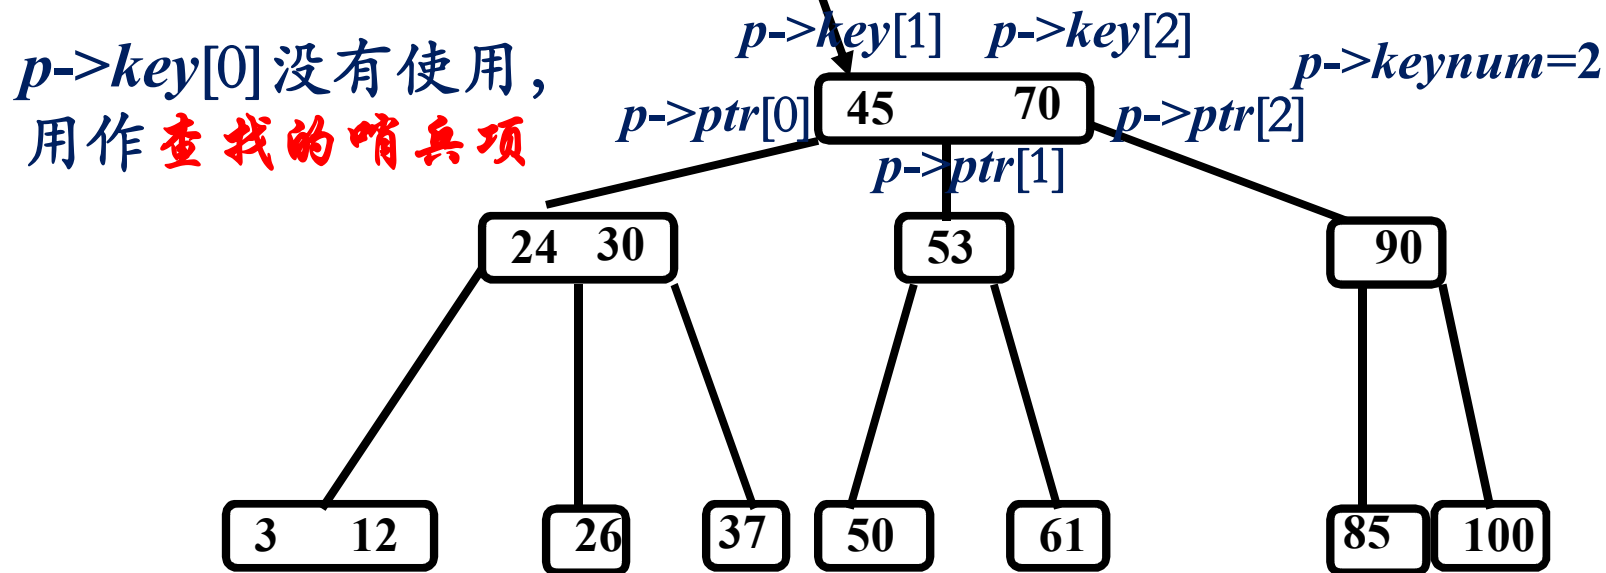 p->key[0]没有使用，
用作查找的哨兵项
p->key[1] p->key[2]
p->keynum=2
p->ptr[0] 45 70 p->ptr[2]
p->ptr[1]
24 30 53 90
3 12 26 37 50 61 85 100